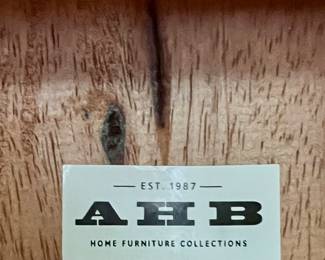 EST. 1987
AHB
HOME FURNITURE COLLECTIONS